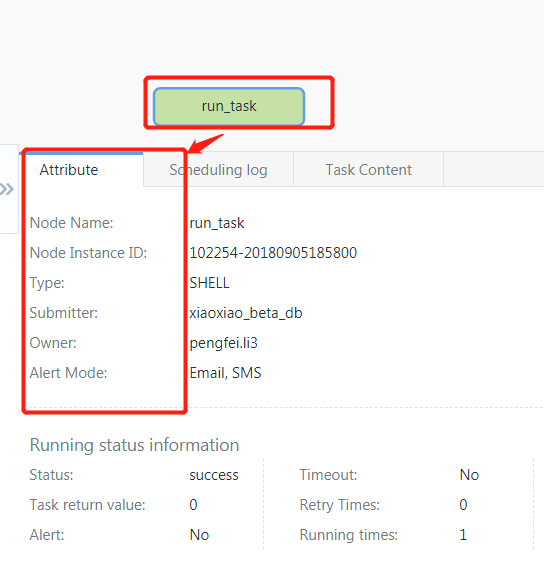 run_task
Attribute Scheduling log Task Content
Node Name: run_task
Node Instance ID: 102254-20180905185800
Type: SHELL
Submitter: xiaoxiao_beta_db
Owner: pengfei.li3
Alert Mode: Email, SMS
Running status information
Status: success Timeout: No
Task return value: 0 Retry Times: 0
Alert: No Running times: 1